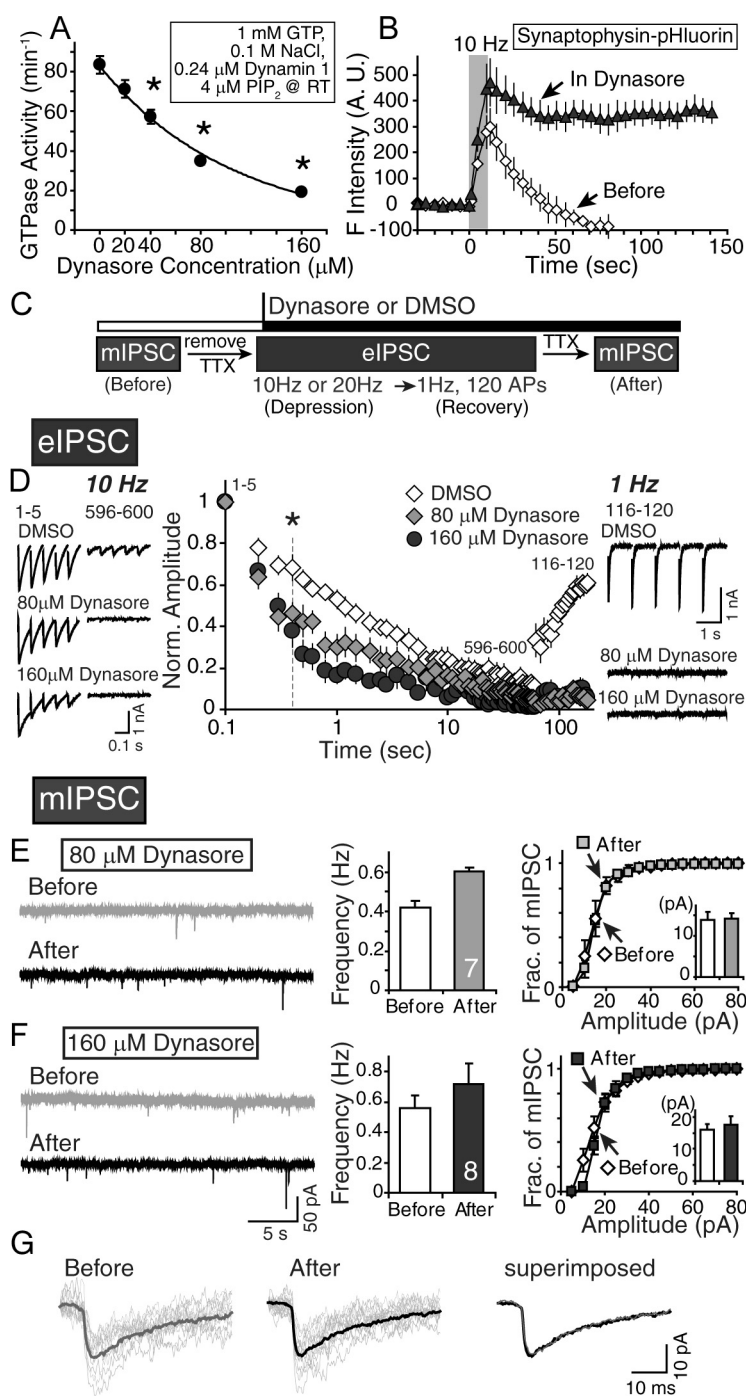 A
1 mM GTP,
0.1 M NaCl,
0.24 μM Dynamin 1
4 μM PIP2 @ RT
GTPase Activity (min-1)
100
80
60
40
20
0
* * *
0 20 40 80 160
Dynasore Concentration (μM)
B
10 Hz
Synaptophysin-pHluorin
F Intensity (A. U.)
500
400
300
200
100
0
-100
In Dynasore
Before
0 50 100 150
Time (sec)
C
Dynasore or DMSO
mIPSC
(Before)
remove
TTX
eIPSC
10Hz or 20Hz → 1Hz, 120 APs
(Depression) (Recovery)
TTX
mIPSC
(After)
eIPSC
D
10 Hz
1-5 596-600
DMSO
80μM Dynasore
160μM Dynasore
1 nA
0.1 s
Norm. Amplitude
1
0.8
0.6
0.4
0.2
0
1-5
*
DMSO
80 μM Dynasore
160 μM Dynasore
116-120
596-600
0.1 1 10 100
Time (sec)
1 Hz
116-120
DMSO
1 s
1 nA
80 μM Dynasore
160 μM Dynasore
mIPSC
E
80 μM Dynasore
Before
After
Frequency (Hz)
0.6
0.4
0.2
0
7
Before After
Frac. of mIPSC
1
0
After
Before
(pA)
10
0
0 20 40 60 80
Amplitude (pA)
F
160 μM Dynasore
Before
After
5 s
50 pA
Frequency (Hz)
0.8
0.6
0.4
0.2
0
8
Before After
Frac. of mIPSC
1
0
After
Before
(pA)
20
10
0
0 20 40 60 80
Amplitude (pA)
G
Before
After
superimposed
10 ms
10 pA